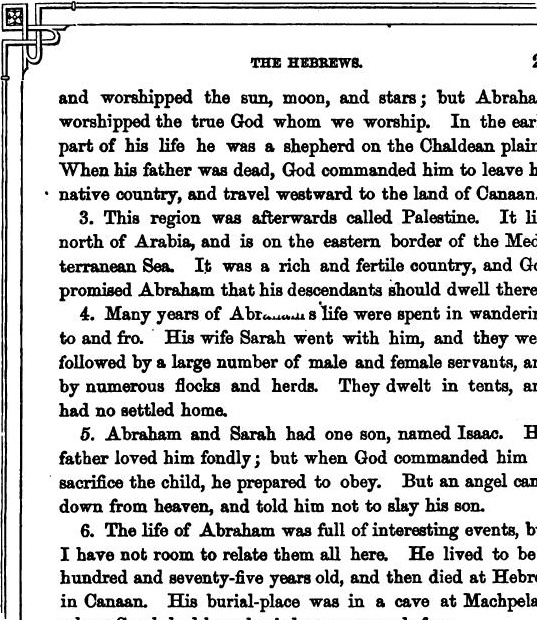 THE HEBREWS.
and worshipped the sun, moon, and stars; but Abraha
worshipped the true God whom we worship. In the ear
part of his life he was a shepherd on the Chaldean plain
When his father was dead, God commanded him to leave h
native country, and travel westward to the land of Canaan.
3. This region was afterwards called Palestine. It li
north of Arabia, and is on the eastern border of the Med
terranean Sea. It was a rich and fertile country, and Go
promised Abraham that his descendants should dwell there
4. Many years of s life were spent in wanderin
to and fro. His wife Sarah went with him, and they we
followed by a large number of male and female servants, an
by numerous flocks and herds. They dwelt in tents, an
had no settled home.
5. Abraham and Sarah had one son, named Isaac. H
father loved him fondly; but when God commanded him
sacrifice the child, he prepared to obey. But an angel cam
down from heaven, and told him not to slay his son.
6. The life of Abraham was full of interesting events, b
I have not room to relate them all here. He lived to be
hundred and seventy-five years old, and then died at Hebr
in Canaan. His burial-place was in a cave at Machpela